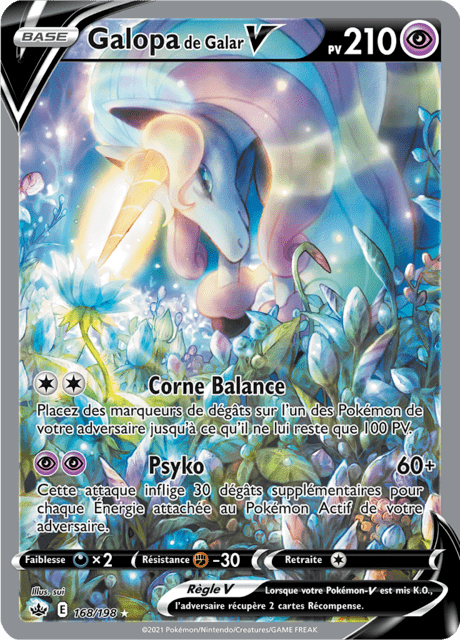 BASE
Galopa de Galar V PV 210
Corne Balance
Placez des marqueurs de dégâts sur l'un des Pokémon de
votre adversaire jusqu'à ce qu'il ne lui reste que 100 PV.
Psyko 60+
Cette attaque inflige 30 dégâts supplémentaires pour
chaque Énergie attachée au Pokémon Actif de votre
adversaire.
Faiblesse ×2 Résistance -30 Retraite
Illus. sui
Règle V Lorsque votre Pokémon-V est mis K.O.,
l'adversaire récupère 2 cartes Récompense.
E 168/198
©2021 Pokémon/Nintendo/Creatures/GAME FREAK